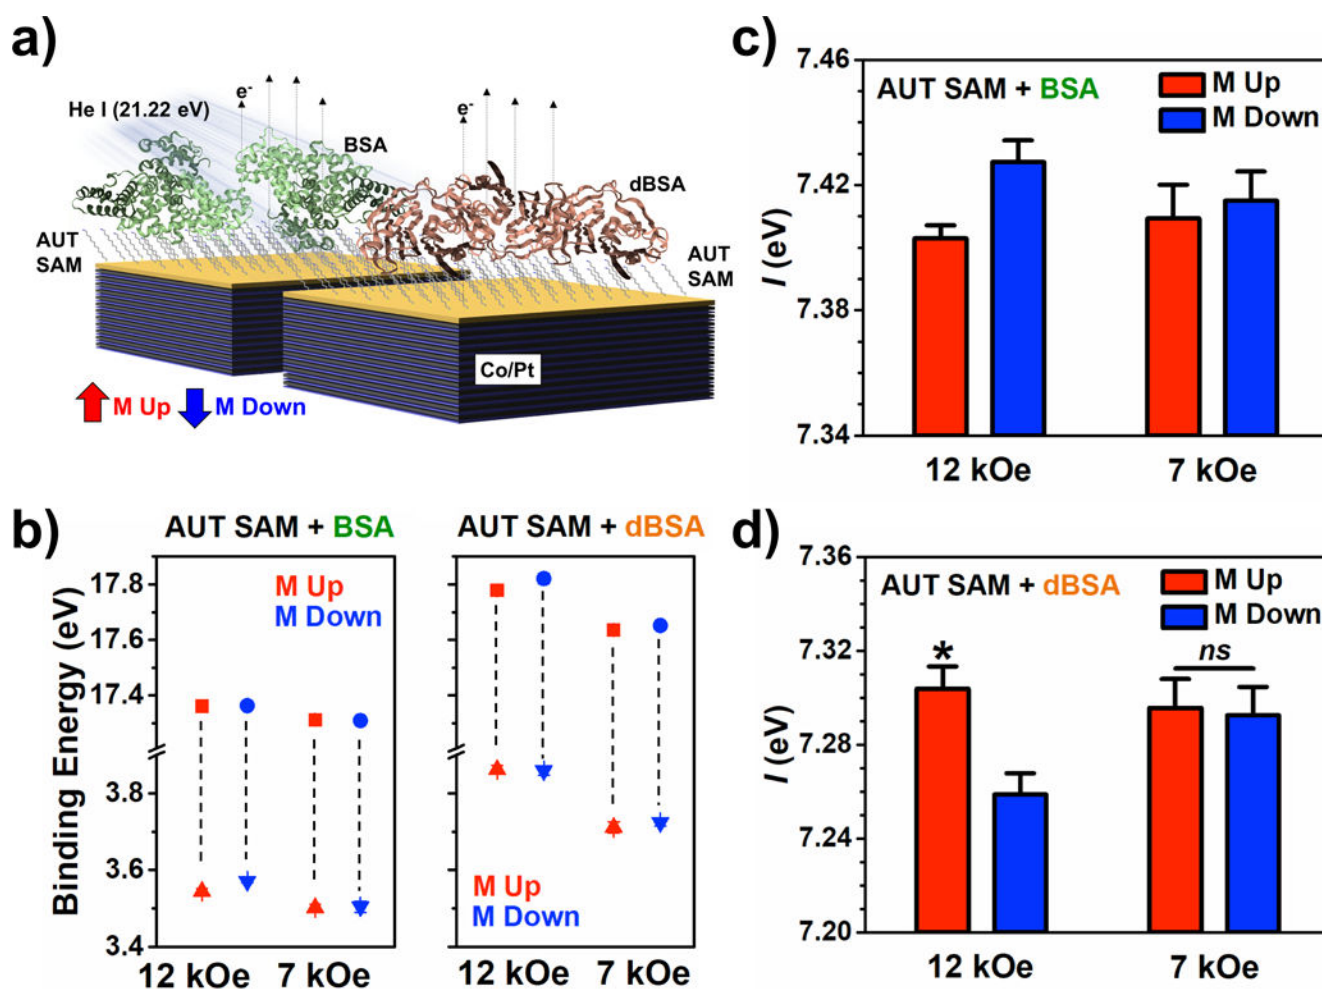 a)
He I (21.22 eV)
e-
BSA
e-
dBSA
AUT
SAM
AUT
SAM
Co/Pt
M Up M Down
b)
AUT SAM + BSA
AUT SAM + dBSA
Binding Energy (eV)
17.8
17.6
17.4
3.8
3.6
3.4
M Up
M Down
12 kOe 7 kOe
M Up
M Down
12 kOe 7 kOe
c)
AUT SAM + BSA
M Up
M Down
I (eV)
7.46
7.42
7.38
7.34
12 kOe 7 kOe
d)
AUT SAM + dBSA
M Up
M Down
I (eV)
7.36
7.32
7.28
7.24
7.20
*
ns
12 kOe 7 kOe